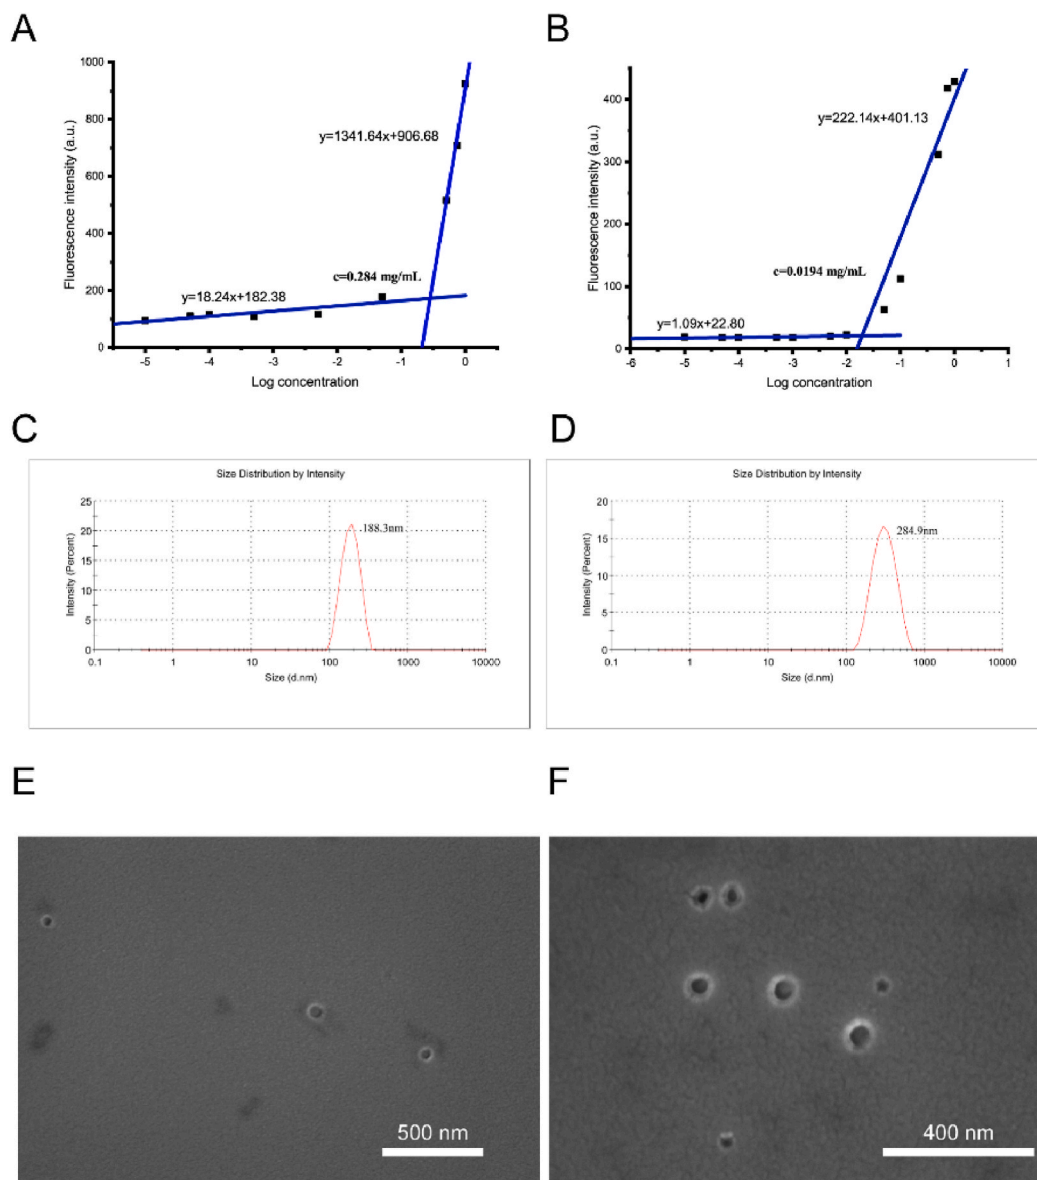 A
B
Fluorescence intensity (a.u.)
1000
800
600
400
200
0
y=1341.64x+906.68
c=0.284 mg/mL
y=18.24x+182.38
-5 -4 -3 -2 -1 0
Log concentration
Fluorescence intensity (a.u.)
400
300
200
100
0
y=222.14x+401.13
c=0.0194 mg/mL
y=1.09x+22.80
-6 -5 -4 -3 -2 -1 0 1
Log concentration
C
D
Size Distribution by Intensity
Intensity (Percent)
25
20
15
10
5
0
188.3nm
0.1 1 10 100 1000 10000
Size (d.nm)
Size Distribution by Intensity
Intensity (Percent)
20
15
10
5
0
284.9nm
0.1 1 10 100 1000 10000
Size (d.nm)
E
F
500 nm
400 nm